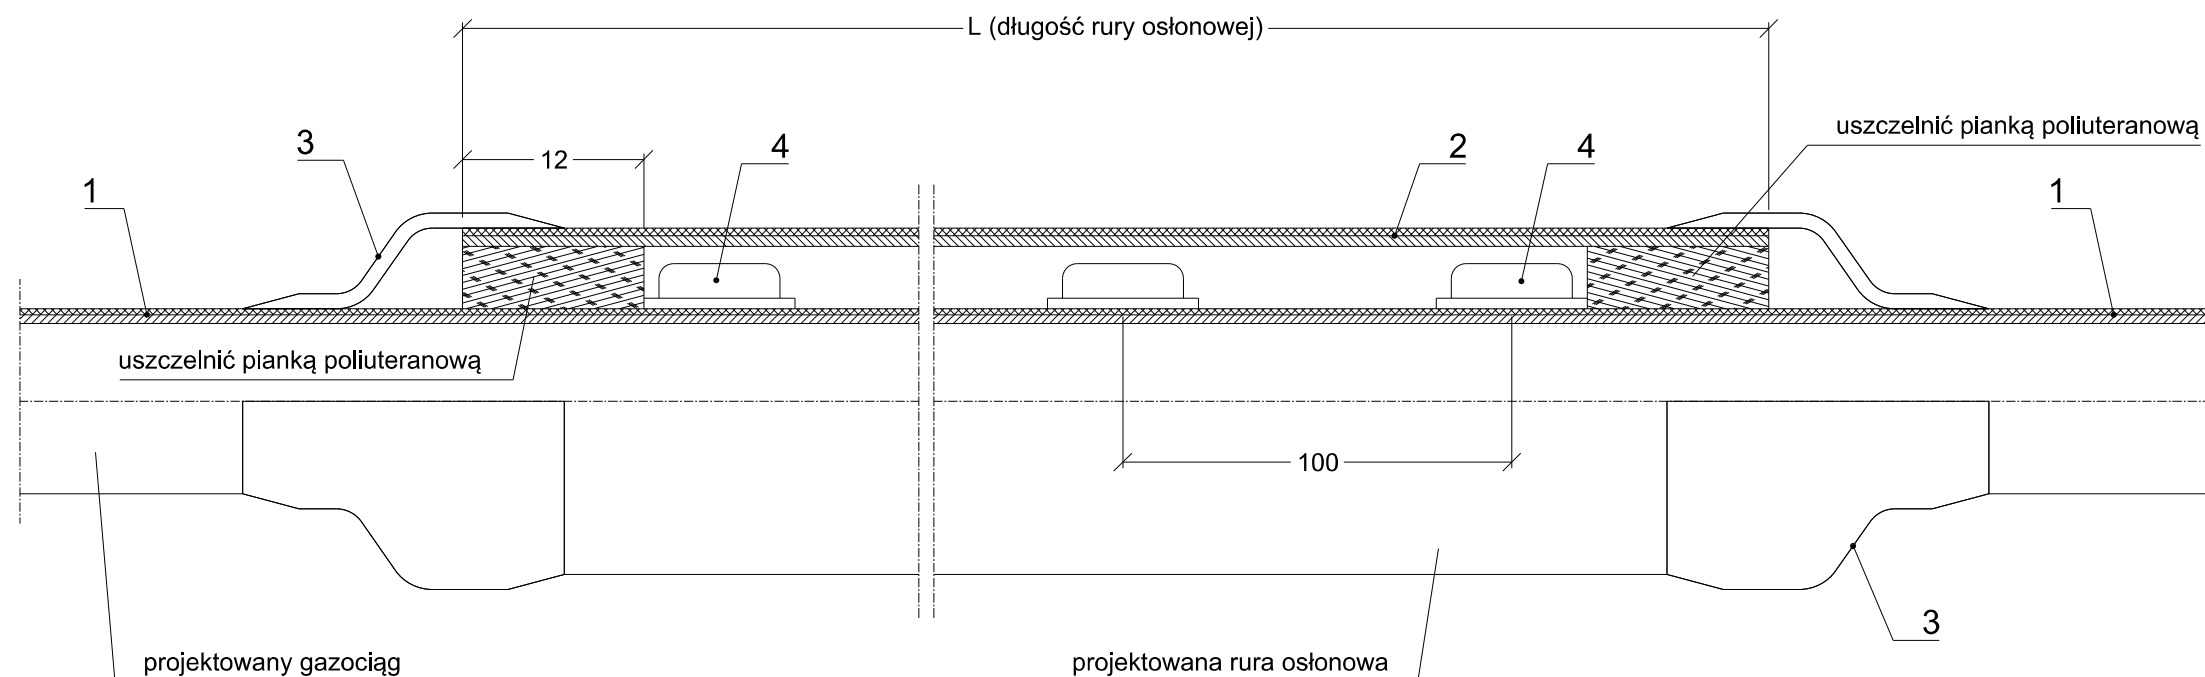 L (długość rury osłonowej)
uszczelnić pianką poliuteranową
3
12
4
2
4
1
1
uszczelnić pianką poliuteranową
100
3
projektowany gazociąg
projektowana rura osłonowa